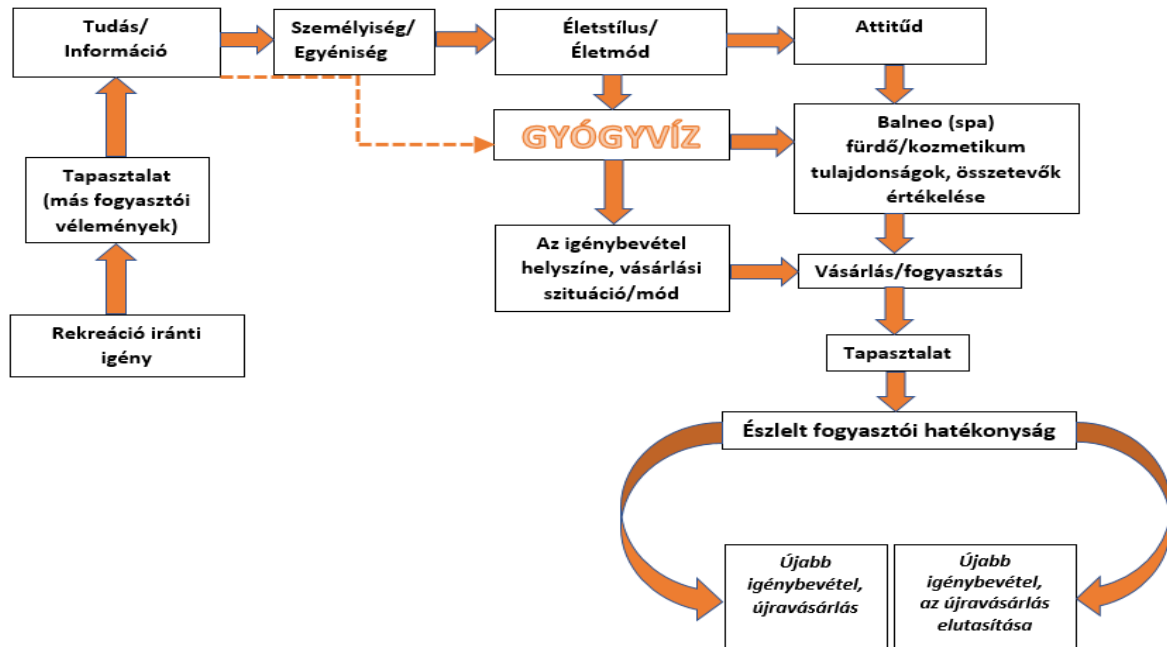 Tudás/
Információ
Személyiség/
Egyéniség
Életstílus/
Életmód
Attitűd
GYÓGYVÍZ
Balneo (spa)
fürdő/kozmetikum
tulajdonságok, összetevők
értékelése
Tapasztalat
(más fogyasztói
vélemények)
Az igénybevétel
helyszíne, vásárlási
szituáció/mód
Vásárlás/fogyasztás
Rekreáció iránti
igény
Tapasztalat
Észlelt fogyasztói hatékonyság
Újabb
igénybevétel,
újravásárlás
Újabb
igénybevétel,
az újravásárlás
elutasítása